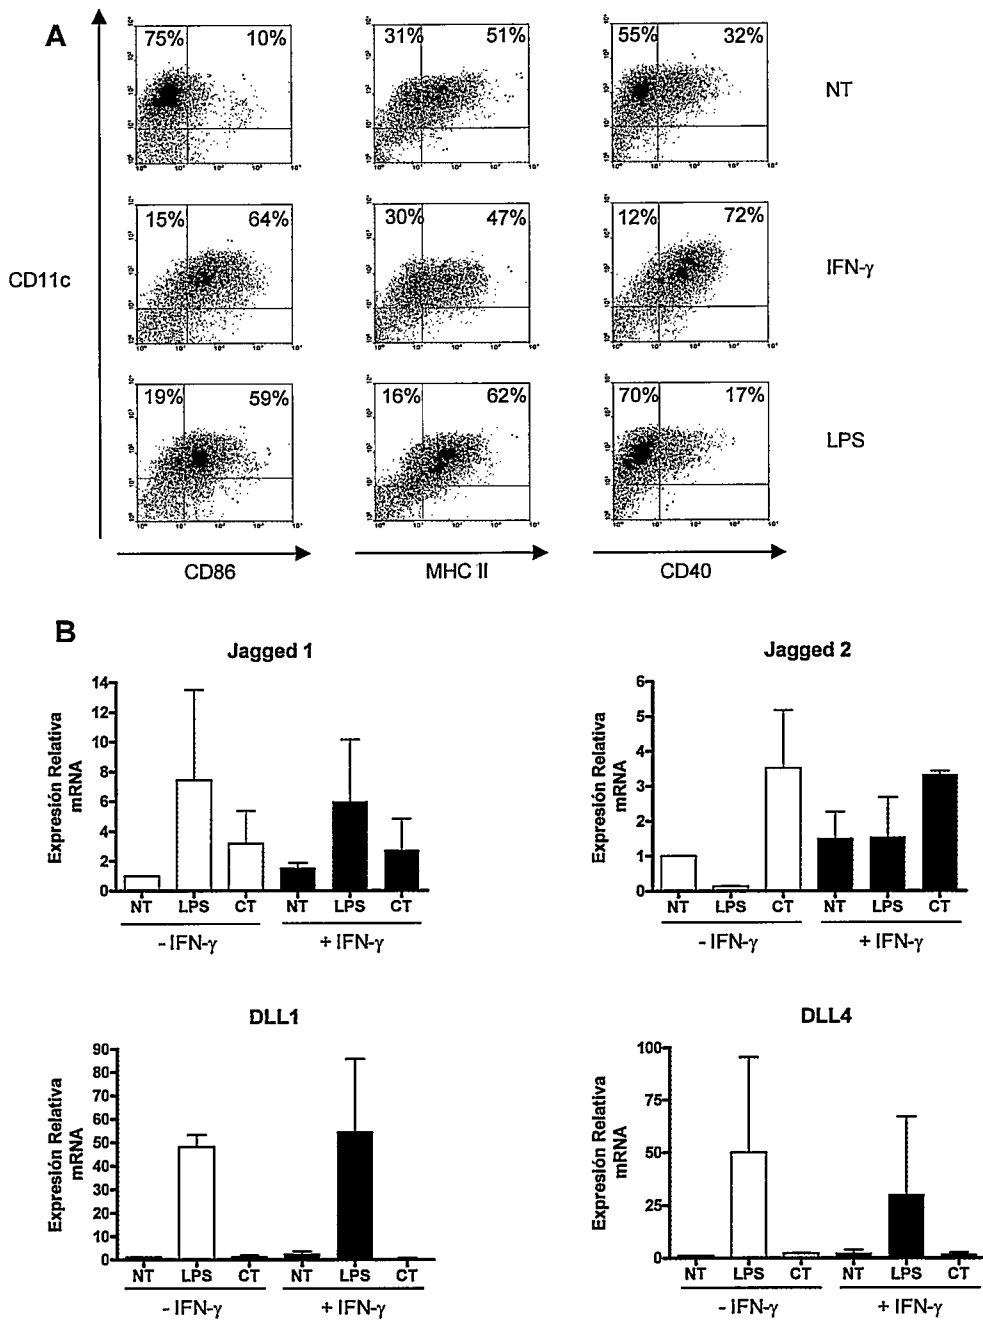 A
75% 10%
31% 51%
55% 32%
NT
15% 64%
30% 47%
12% 72%
CD11c
IFN-γ
19% 59%
16% 62%
70% 17%
LPS
CD86
MHC II
CD40
B
Jagged 1
Expresión Relativa
mRNA
14
12
10
8
6
4
2
0
NT LPS CT NT LPS CT
- IFN-γ + IFN-γ
Jagged 2
Expresión Relativa
mRNA
6
5
4
3
2
1
0
NT LPS CT NT LPS CT
- IFN-γ + IFN-γ
DLL1
Expresión Relativa
mRNA
90
80
70
60
50
40
30
20
10
0
NT LPS CT NT LPS CT
- IFN-γ + IFN-γ
DLL4
Expresión Relativa
mRNA
100
75
50
25
0
NT LPS CT NT LPS CT
- IFN-γ + IFN-γ